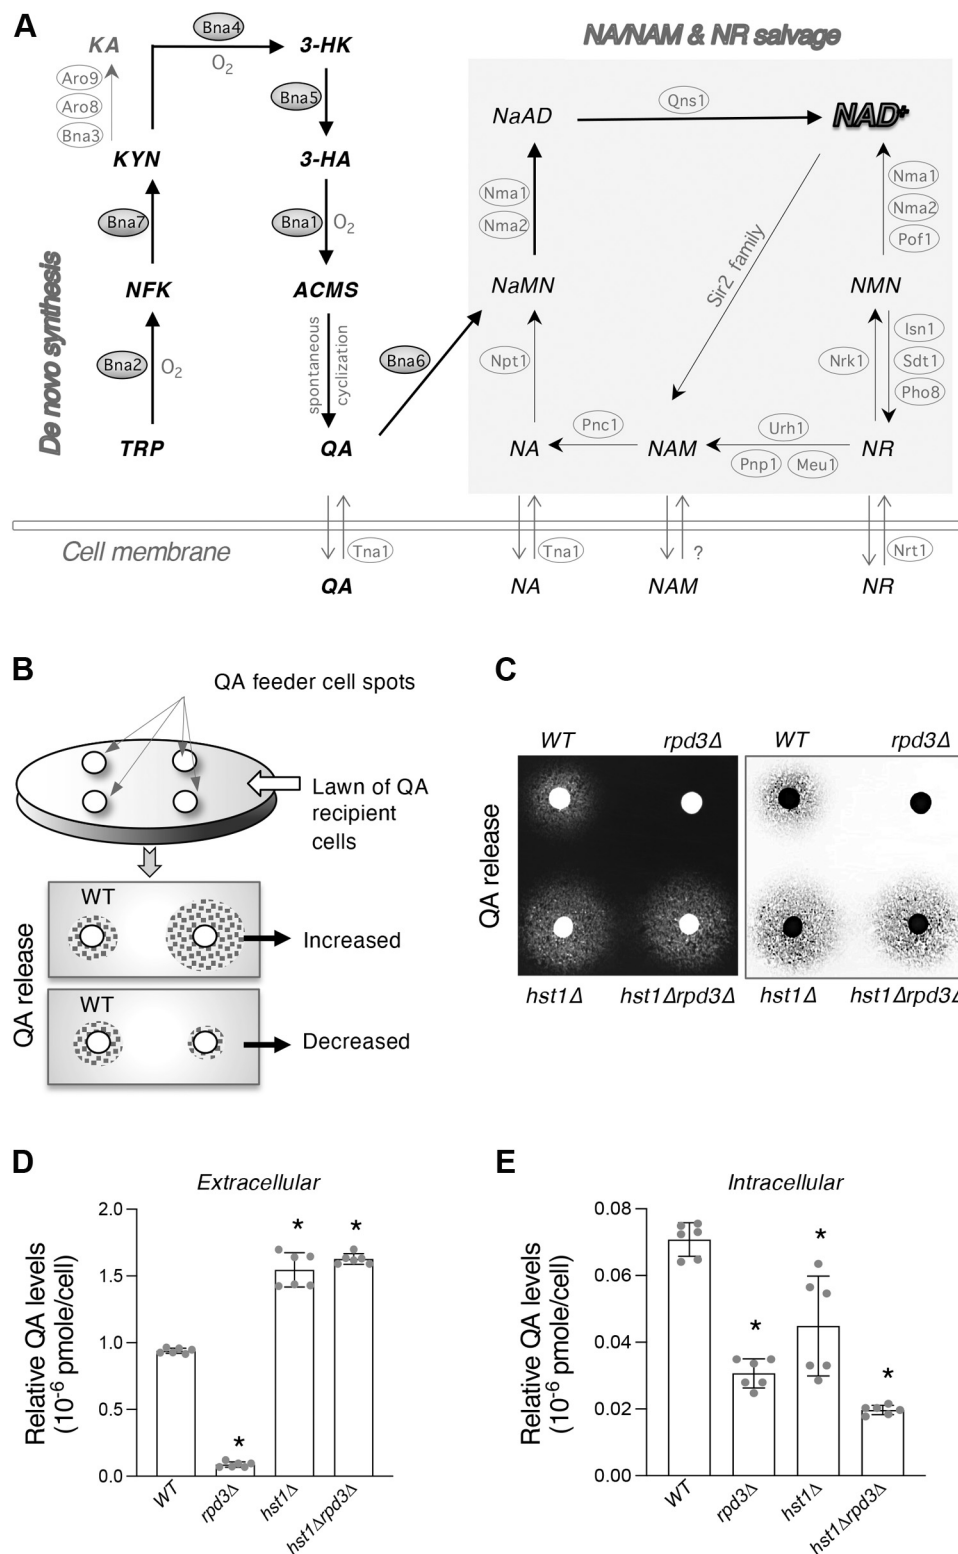 A
NA/NAM & NR salvage
KA
Bna4
O2
3-HK
Aro9
Aro8
Bna3
Bna5
NaAD
Qns1
NAD+
KYN
3-HA
Nma1
Nma2
Nma1
Nma2
Pof1
Bna7
Bna1
O2
De novo synthesis
NFK
ACMS
NaMN
Sir2 family
NMN
Bna2
O2
spontaneous
cyclization
Bna6
Npt1
Nrk1
Isn1
Sdt1
Pho8
TRP
QA
NA
Pnc1
NAM
Urh1
Pnp1
Meu1
NR
Cell membrane
Tna1
Tna1
?
Nrt1
QA
NA
NAM
NR
B
QA feeder cell spots
Lawn of QA
recipient
cells
QA release
WT
Increased
WT
Decreased
C
WT
rpd3Δ
WT
rpd3Δ
QA release
hst1Δ
hst1Δrpd3Δ
hst1Δ
hst1Δrpd3Δ
D
Extracellular
Relative QA levels
(10-6 pmole/cell)
2.0
1.5
1.0
0.5
0.0
*
*
*
WT
rpd3Δ
hst1Δ
hst1Δrpd3Δ
E
Intracellular
Relative QA levels
(10-6 pmole/cell)
0.08
0.06
0.04
0.02
0.00
*
*
*
WT
rpd3Δ
hst1Δ
hst1Δrpd3Δ